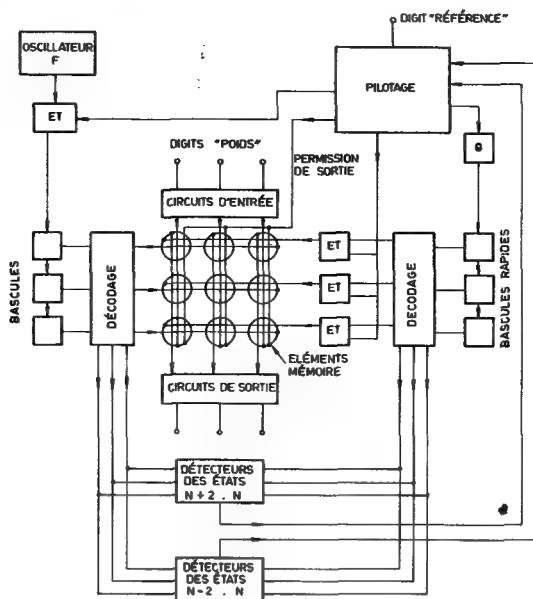 DIGIT "RÉFÉRENCE"
OSCILLATEUR
F
PILOTAGE
ET
DIGITS "POIDS"
PERMISSION
DE SORTIE
θ
CIRCUITS D'ENTRÉE
BASCULES
DÉCODAGE
ET
ET
ET
DECODAGE
BASCULES RAPIDES
ELÉMENTS
MÉMOIRE
CIRCUITS DE SORTIE
DÉTECTEURS
DES ÉTATS
N+2 . N
DÉTECTEURS
DES ÉTATS
N-2 . N